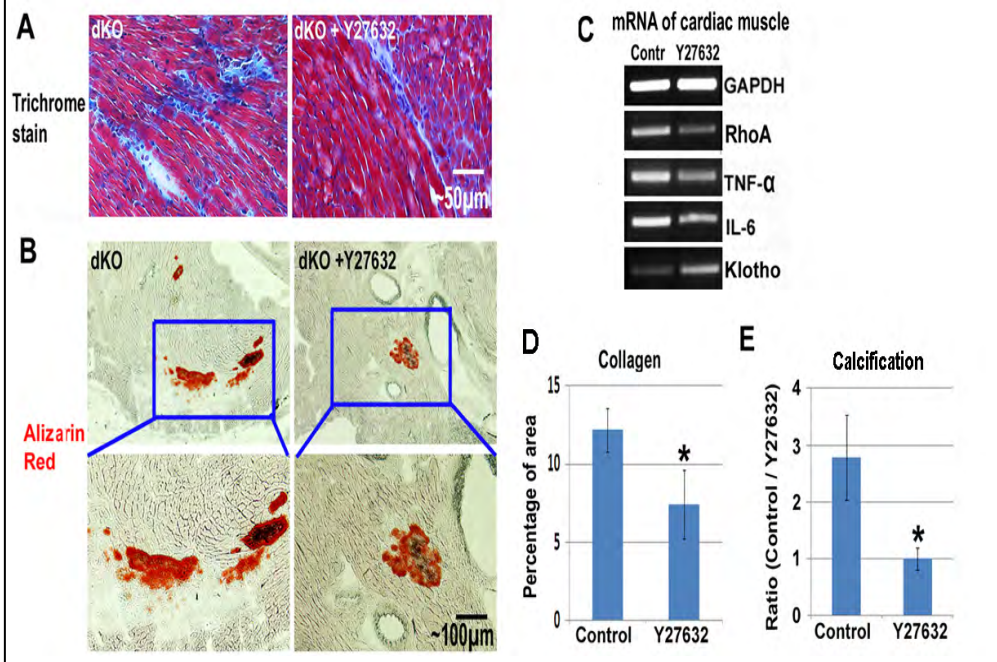 A
dKO
dKO + Y27632
Trichrome
stain
~50μm
B
dKO
dKO +Y27632
Alizarin
Red
~100μm
C
mRNA of cardiac muscle
Contr Y27632
GAPDH
RhoA
TNF-α
IL-6
Klotho
D
Collagen
Percentage of area
15
10
5
0
Control Y27632
*
E
Calcification
Ratio (Control / Y27632)
4
3
2
1
0
Control Y27632
*